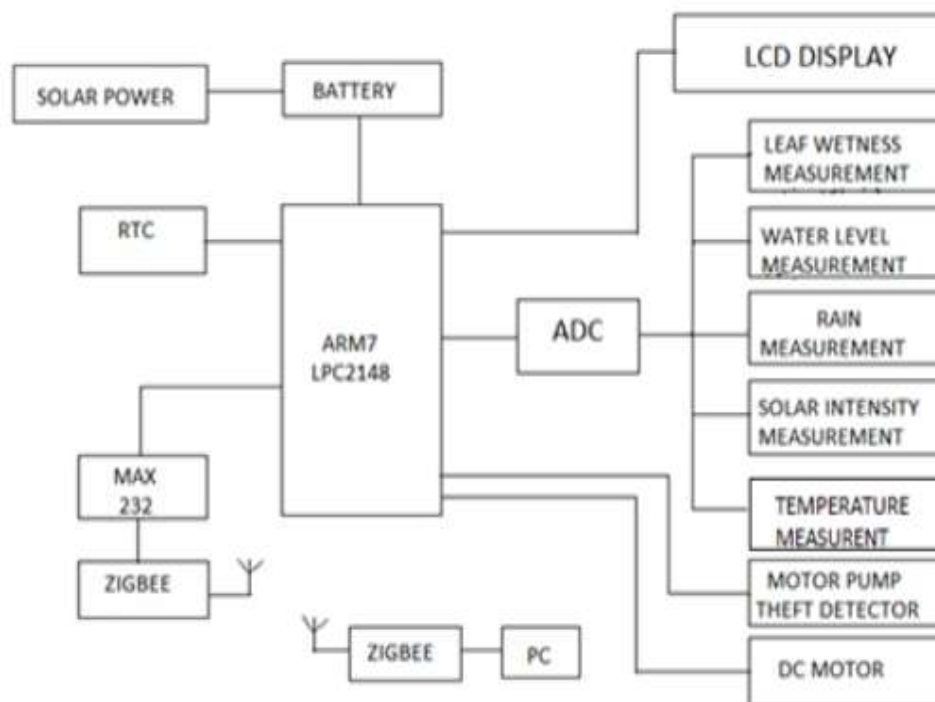 LCD DISPLAY
SOLAR POWER
BATTERY
LEAF WETNESS
MEASUREMENT
RTC
WATER LEVEL
MEASUREMENT
ADC
RAIN
MEASUREMENT
ARM7
LPC2148
SOLAR INTENSITY
MEASUREMENT
MAX
232
TEMPERATURE
MEASURENT
ZIGBEE
MOTOR PUMP
THEFT DETECTOR
ZIGBEE
PC
DC MOTOR